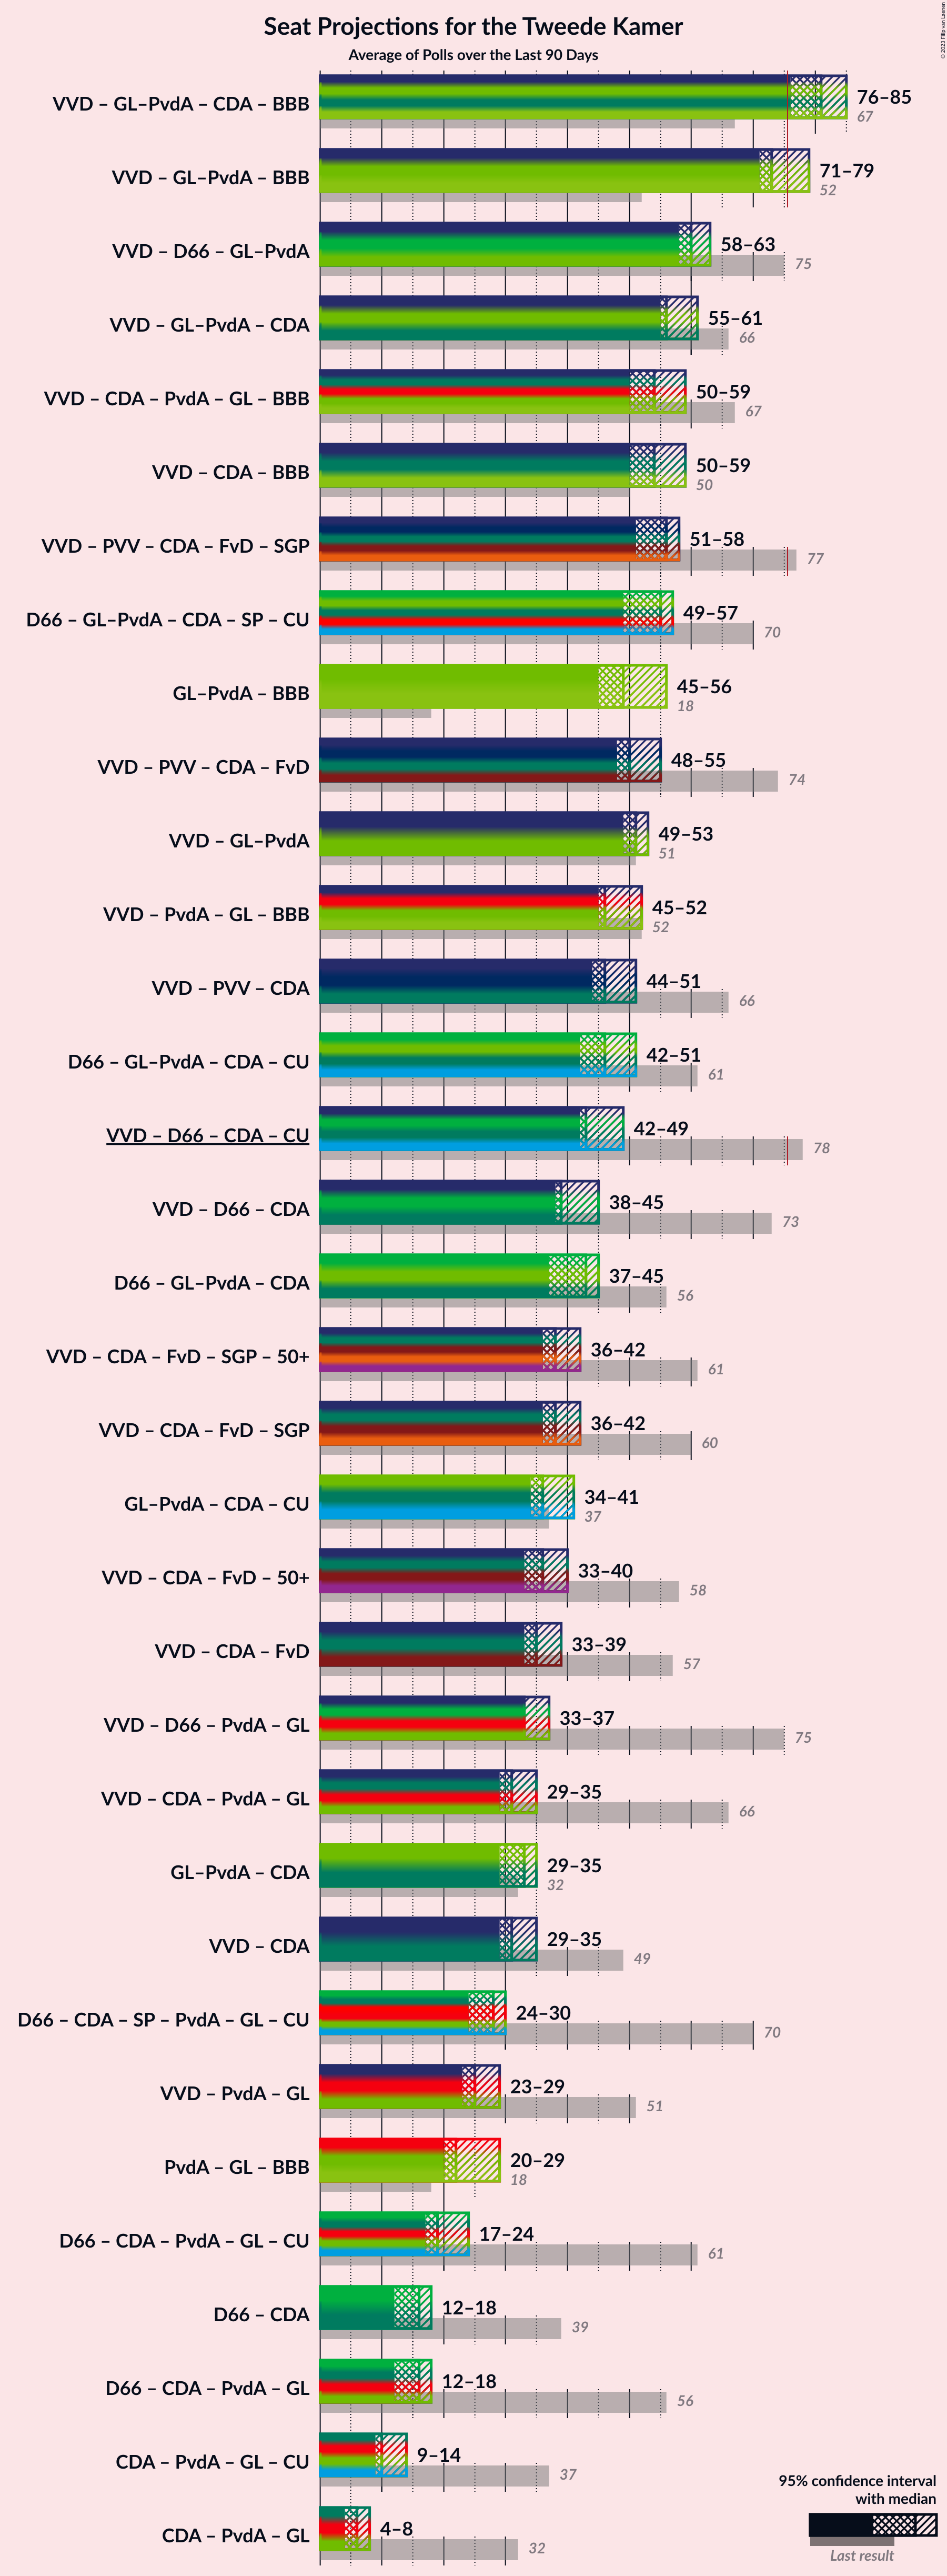 Seat Projections for the Tweede Kamer
Average of Polls over the Last 90 Days
© 2023 Filip van Laenen
VVD – GL–PvdA – CDA – BBB
76–85
67
VVD – GL–PvdA – BBB
71–79
52
VVD – D66 – GL–PvdA
58–63
75
VVD – GL–PvdA – CDA
55–61
66
VVD – CDA – PvdA – GL – BBB
50–59
67
VVD – CDA – BBB
50–59
50
VVD – PVV – CDA – FvD – SGP
51–58
77
D66 – GL–PvdA – CDA – SP – CU
49–57
70
GL–PvdA – BBB
45–56
18
VVD – PVV – CDA – FvD
48–55
74
VVD – GL–PvdA
49–53
51
VVD – PvdA – GL – BBB
45–52
52
VVD – PVV – CDA
44–51
66
D66 – GL–PvdA – CDA – CU
42–51
61
VVD – D66 – CDA – CU
42–49
78
VVD – D66 – CDA
38–45
73
D66 – GL–PvdA – CDA
37–45
56
VVD – CDA – FvD – SGP – 50+
36–42
61
VVD – CDA – FvD – SGP
36–42
60
GL–PvdA – CDA – CU
34–41
37
VVD – CDA – FvD – 50+
33–40
58
VVD – CDA – FvD
33–39
57
VVD – D66 – PvdA – GL
33–37
75
VVD – CDA – PvdA – GL
29–35
66
GL–PvdA – CDA
29–35
32
VVD – CDA
29–35
49
D66 – CDA – SP – PvdA – GL – CU
24–30
70
VVD – PvdA – GL
23–29
51
PvdA – GL – BBB
20–29
18
D66 – CDA – PvdA – GL – CU
17–24
61
D66 – CDA
12–18
39
D66 – CDA – PvdA – GL
12–18
56
CDA – PvdA – GL – CU
9–14
37
CDA – PvdA – GL
4–8
32
95% confidence interval
with median
Last result